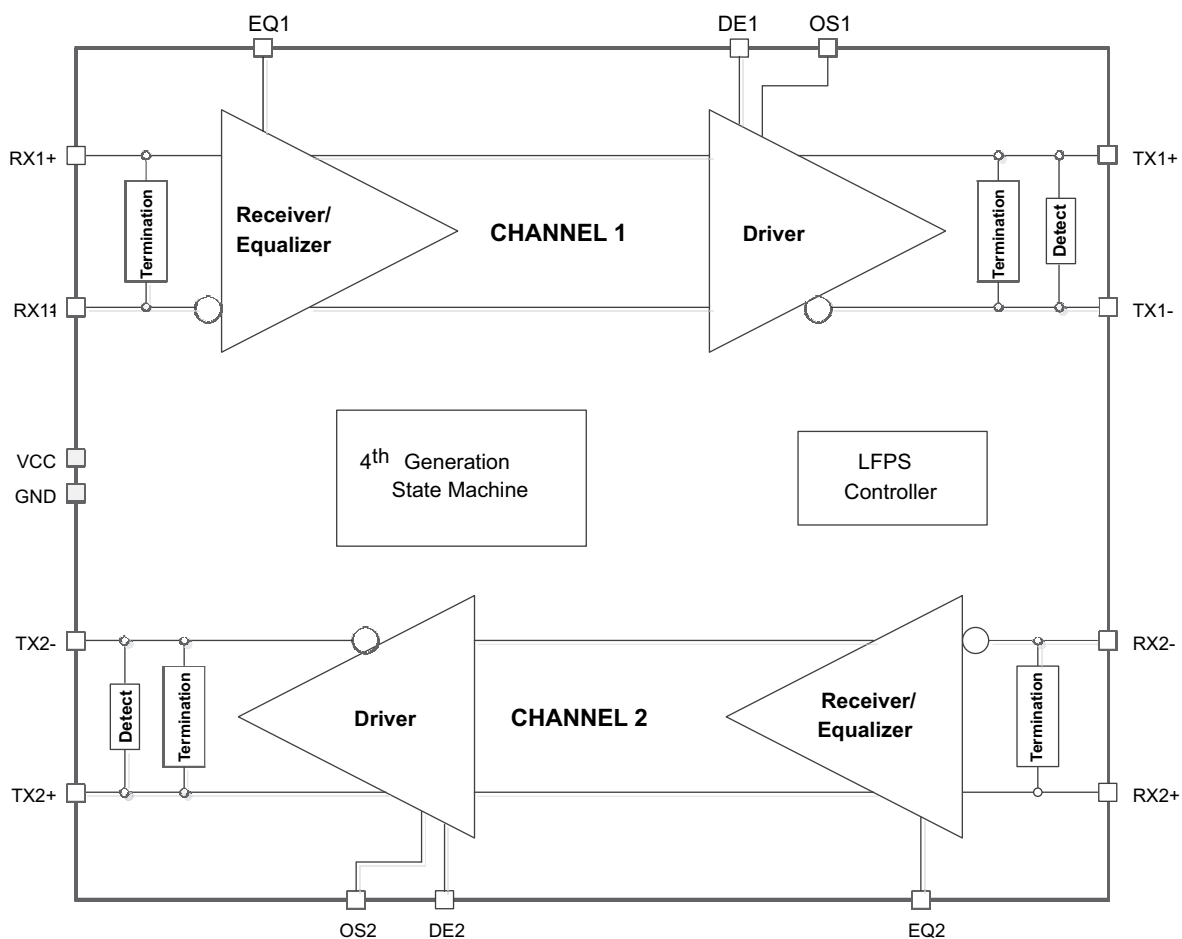 EQ1
DE1
OS1
RX1+
TX1+
Termination
Receiver/
Equalizer
CHANNEL 1
Driver
Termination
Detect
TX1-
4th Generation
State Machine
LFPS
Controller
VCC
GND
TX2-
RX2-
Detect
Termination
Driver
CHANNEL 2
Receiver/
Equalizer
Termination
TX2+
RX2+
OS2
DE2
EQ2